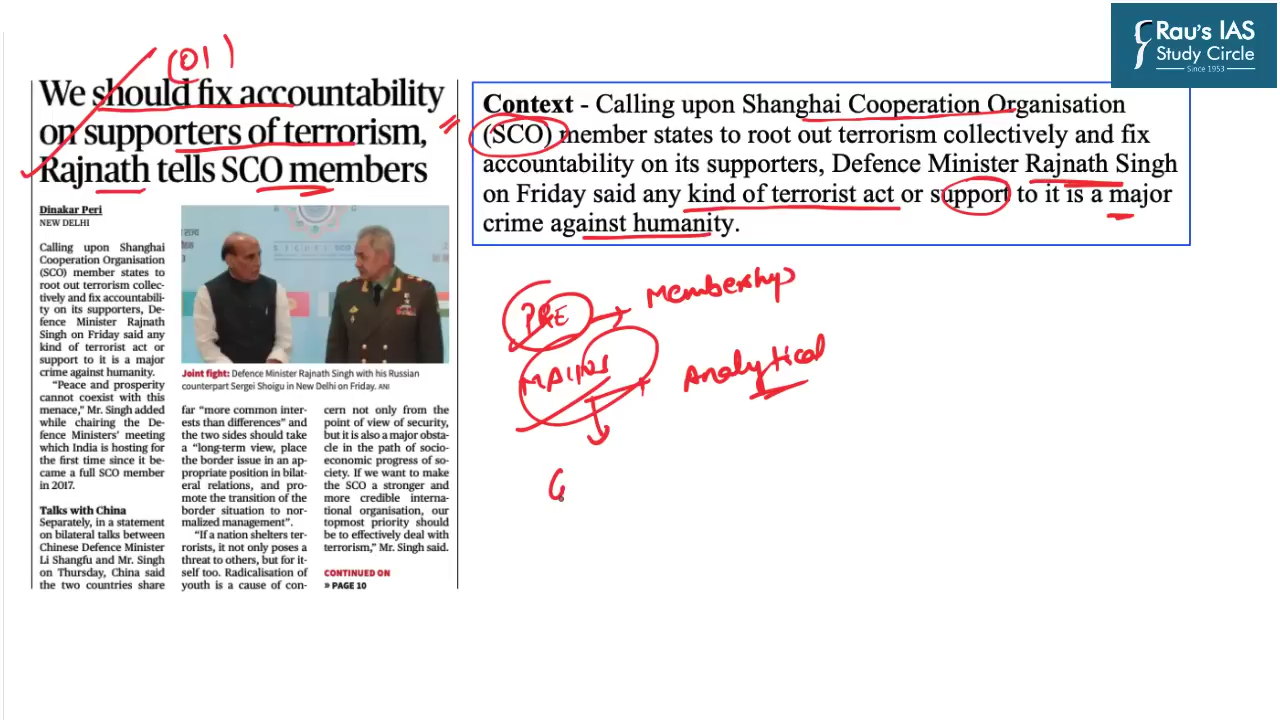 Rau's IAS
Study Circle
Since 1953
(01)
We should fix accountability
on supporters of terrorism,
Rajnath tells SCO members
Dinakar Peri
NEW DELHI
Calling upon Shanghai
Cooperation Organisation
(SCO) member states to
root out terrorism collec-
tively and fix accountabili-
ty on its supporters, De-
fence Minister Rajnath
Singh on Friday said any
kind of terrorist act or
support to it is a major
crime against humanity.
"Peace and prosperity
cannot coexist with this
menace," Mr. Singh added
while chairing the De-
fence Ministers' meeting
which India is hosting for
the first time since it be-
came a full SCO member
in 2017.
Talks with China
Separately, in a statement
on bilateral talks between
Chinese Defence Minister
Li Shangfu and Mr. Singh
on Thursday, China said
the two countries share
Joint fight: Defence Minister Rajnath Singh with his Russian
counterpart Sergei Shoigu in New Delhi on Friday. ANI
far "more common inter-
ests than differences" and
the two sides should take
a "long-term view, place
the border issue in an ap-
propriate position in bilat-
eral relations, and pro-
mote the transition of the
border situation to nor-
malized management".
"If a nation shelters ter-
rorists, it not only poses a
threat to others, but for it-
self too. Radicalisation of
youth is a cause of con-
cern not only from the
point of view of security,
but it is also a major obsta-
cle in the path of socio-
economic progress of so-
ciety. If we want to make
the SCO a stronger and
more credible interna-
tional organisation, our
topmost priority should
be to effectively deal with
terrorism," Mr. Singh said.
CONTINUED ON
» PAGE 10
Context - Calling upon Shanghai Cooperation Organisation
(SCO) member states to root out terrorism collectively and fix
accountability on its supporters, Defence Minister Rajnath Singh
on Friday said any kind of terrorist act or support to it is a major
crime against humanity.
PRE
Membership
MAINS
Analytical